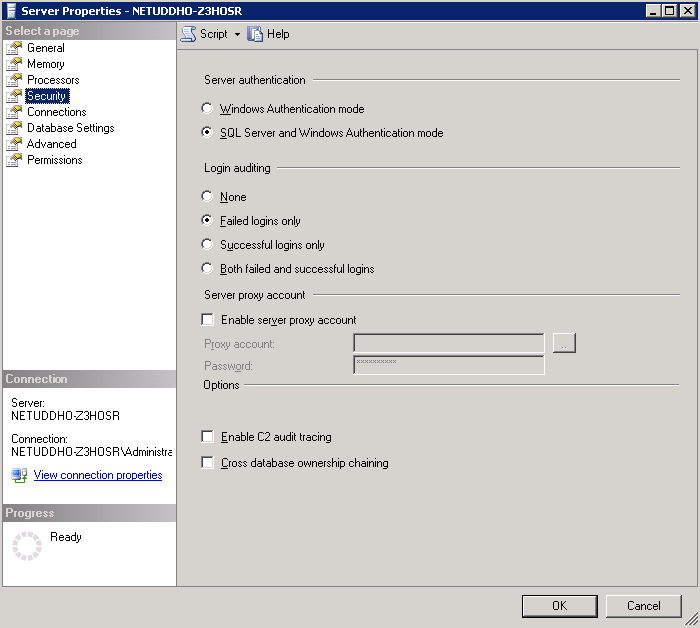 Server Properties - NETUDDHO-Z3HOSR
Select a page
General
Memory
Processors
Security
Connections
Database Settings
Advanced
Permissions
Script
Help
Server authentication
Windows Authentication mode
SQL Server and Windows Authentication mode
Login auditing
None
Failed logins only
Successful logins only
Both failed and successful logins
Server proxy account
Enable server proxy account
Proxy account:
...
Password:
**********
Options
Enable C2 audit tracing
Cross database ownership chaining
Connection
Server:
NETUDDHO-Z3HOSR
Connection:
NETUDDHO-Z3HOSR\Administra
View connection properties
Progress
Ready
OK
Cancel